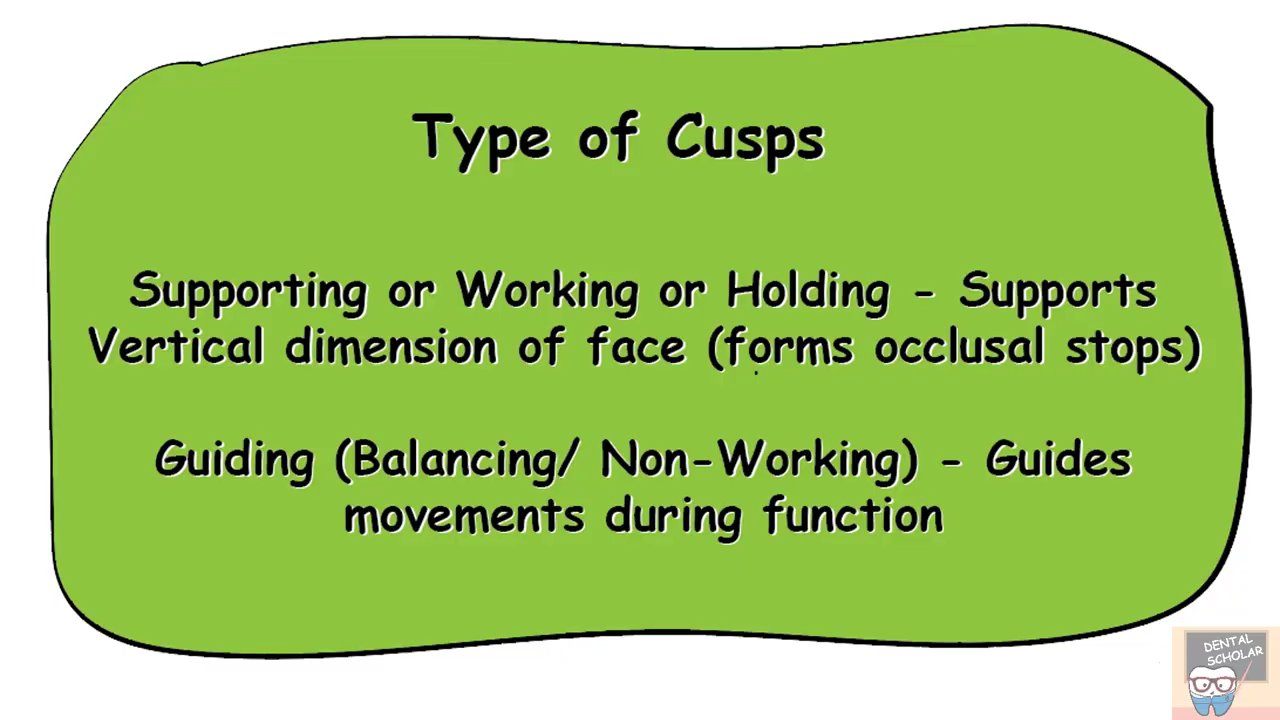 Type of Cusps
Supporting or Working or Holding - Supports
Vertical dimension of face (forms occlusal stops)
Guiding (Balancing/ Non-Working) - Guides
movements during function
DENTAL
SCHOLAR